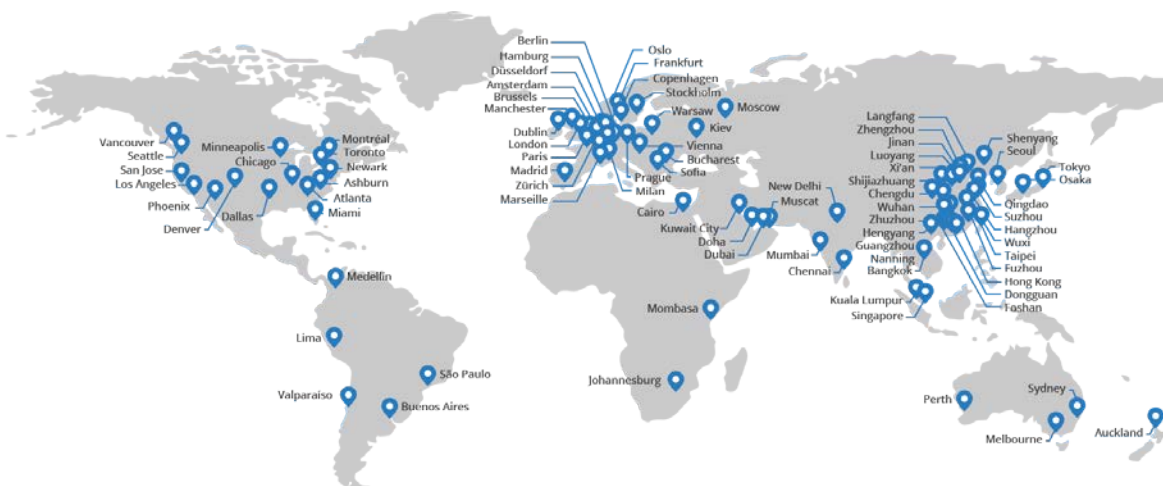 Vancouver
Seattle
San Jose
Los Angeles
Phoenix
Denver
Dallas
Minneapolis
Chicago
Montréal
Toronto
Newark
Ashburn
Atlanta
Miami
Medellín
Lima
São Paulo
Valparaíso
Buenos Aires
Berlin
Hamburg
Düsseldorf
Amsterdam
Brussels
Manchester
Dublin
London
Paris
Madrid
Zürich
Marseille
Oslo
Frankfurt
Copenhagen
Stockholm
Warsaw
Moscow
Kiev
Vienna
Bucharest
Sofia
Prague
Milan
Cairo
Kuwait City
Doha
Dubai
New Delhi
Muscat
Mumbai
Chennai
Mombasa
Johannesburg
Langfang
Zhengzhou
Jinan
Luoyang
Xi'an
Shijiazhuang
Chengdu
Wuhan
Zhuzhou
Hengyang
Guangzhou
Nanning
Bangkok
Kuala Lumpur
Singapore
Shenyang
Seoul
Tokyo
Osaka
Qingdao
Suzhou
Hangzhou
Wuxi
Taipei
Fuzhou
Hong Kong
Dongguan
Foshan
Perth
Sydney
Melbourne
Auckland